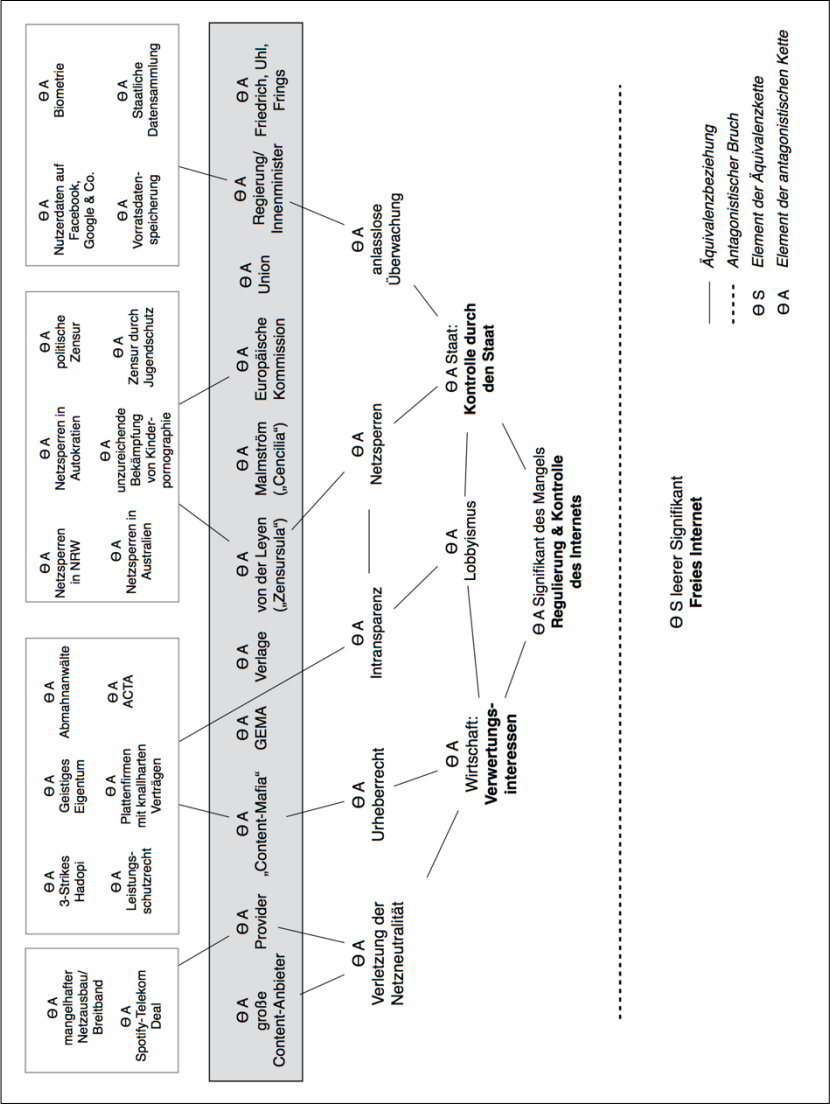 Ѳ A
mangelhafter
Netzausbau/
Breitband
Ѳ A
Spotify-Telekom
Deal
Ѳ A
3-Strikes
Hadopi
Ѳ A
Geistiges
Eigentum
Ѳ A
Abmahnanwälte
Ѳ A
Leistungs-
schutzrecht
Ѳ A
Plattenfirmen
mit knallharten
Verträgen
Ѳ A
ACTA
Ѳ A
Netzsperren
in NRW
Ѳ A
Netzsperren in
Autokratien
Ѳ A
politische
Zensur
Ѳ A
Netzsperren in
Australien
Ѳ A
unzureichende
Bekämpfung
von Kinder-
pornographie
Ѳ A
Zensur durch
Jugendschutz
Ѳ A
Nutzerdaten auf
Facebook,
Google & Co.
Ѳ A
Biometrie
Ѳ A
Vorratsdaten-
speicherung
Ѳ A
Staatliche
Datensammlung
Ѳ A
große
Content-Anbieter
Ѳ A
Provider
Ѳ A
„Content-Mafia“
Ѳ A
GEMA
Ѳ A
Verlage
Ѳ A
von der Leyen
(„Zensursula“)
Ѳ A
Malmström
(„Cencilia“)
Ѳ A
Europäische
Kommission
Ѳ A
Union
Ѳ A
Regierung/
Innenminister
Ѳ A
Friedrich, Uhl,
Frings
Ѳ A
Verletzung der
Netzneutralität
Ѳ A
Urheberrecht
Ѳ A
Intransparenz
Ѳ A
Netzsperren
Ѳ A
anlasslose
Überwachung
Ѳ A
Wirtschaft:
Verwertungs-
interessen
Ѳ A
Lobbyismus
Ѳ A Staat:
Kontrolle durch
den Staat
Ѳ A Signifikant des Mangels
Regulierung & Kontrolle
des Internets
Ѳ S leerer Signifikant
Freies Internet
Äquivalenzbeziehung
Antagonistischer Bruch
Ѳ S Element der Äquivalenzkette
Ѳ A Element der antagonistischen Kette